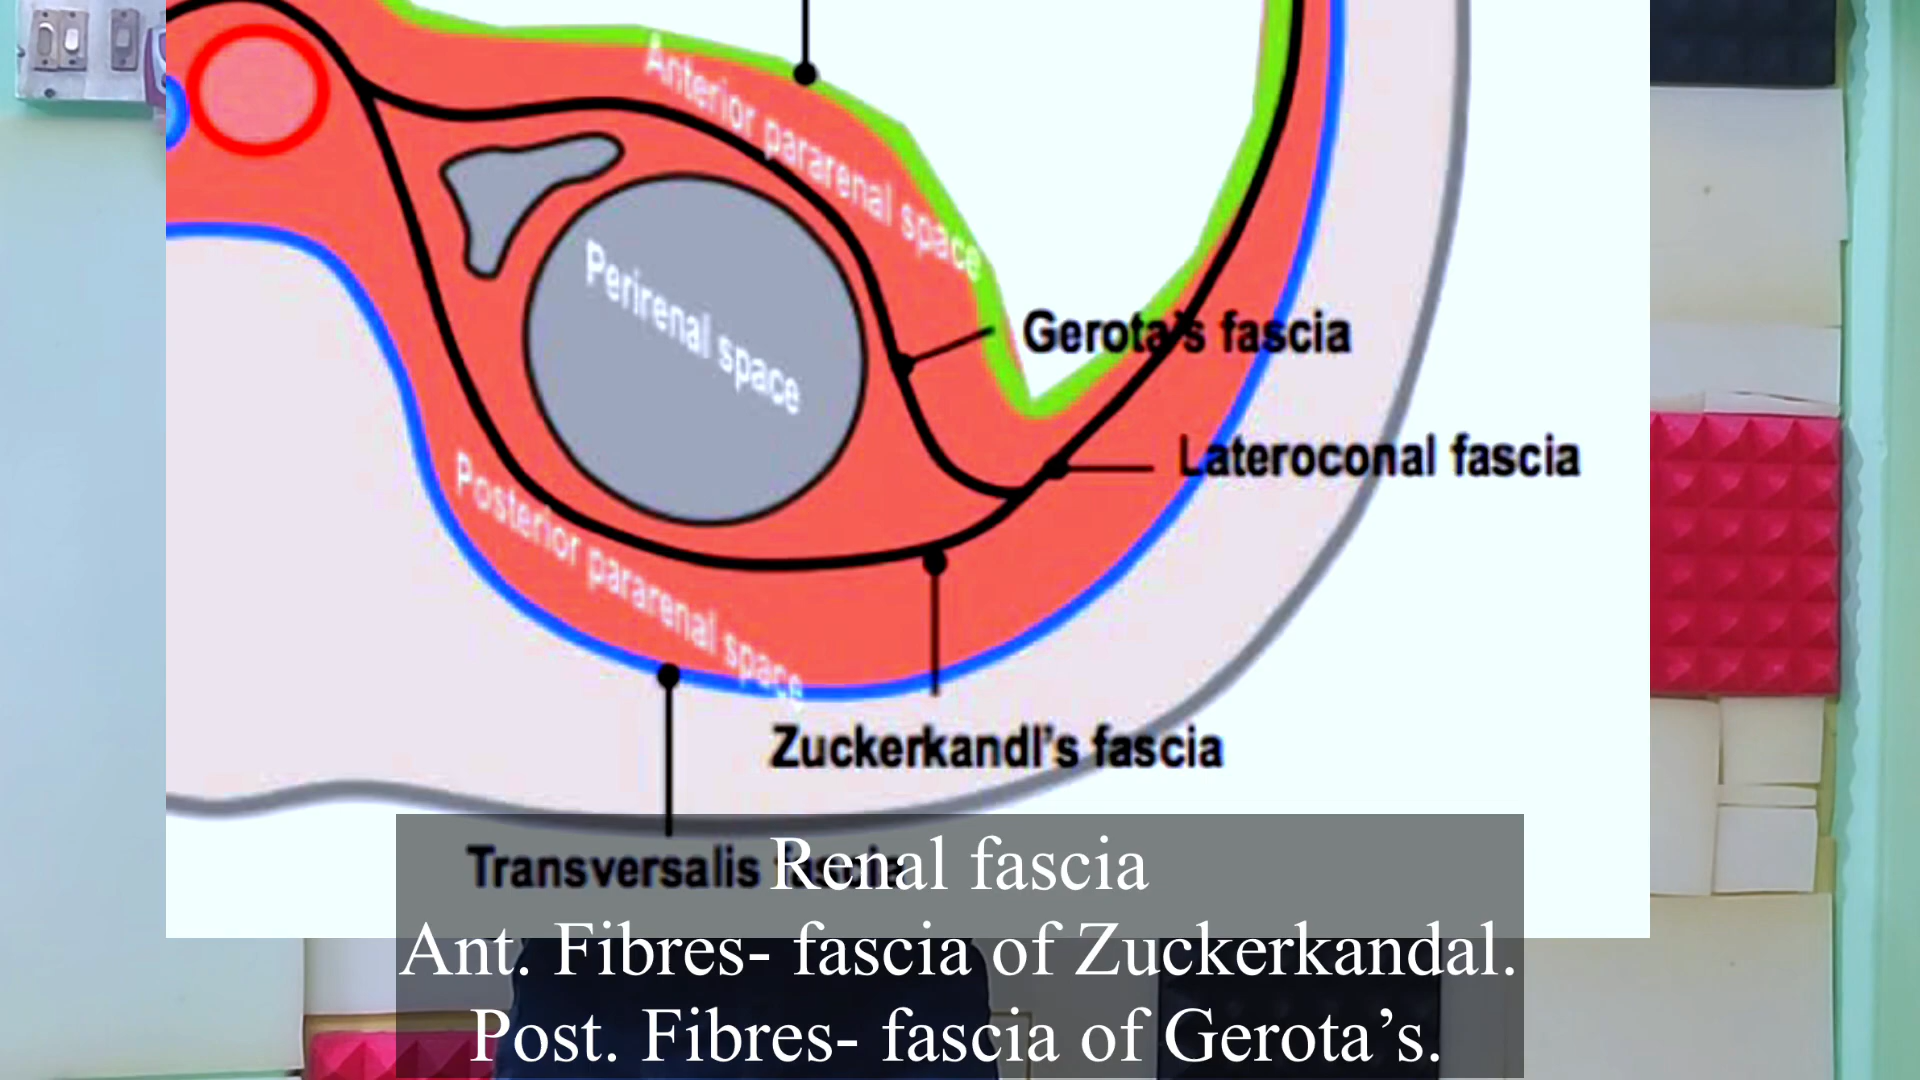 Anterior pararenal space
Perirenal space
Gerota's fascia
Lateroconal fascia
Posterior pararenal space
Zuckerkandl's fascia
Transversalis fascia
Renal fascia
Ant. Fibres- fascia of Zuckerkandal.
Post. Fibres- fascia of Gerota's.